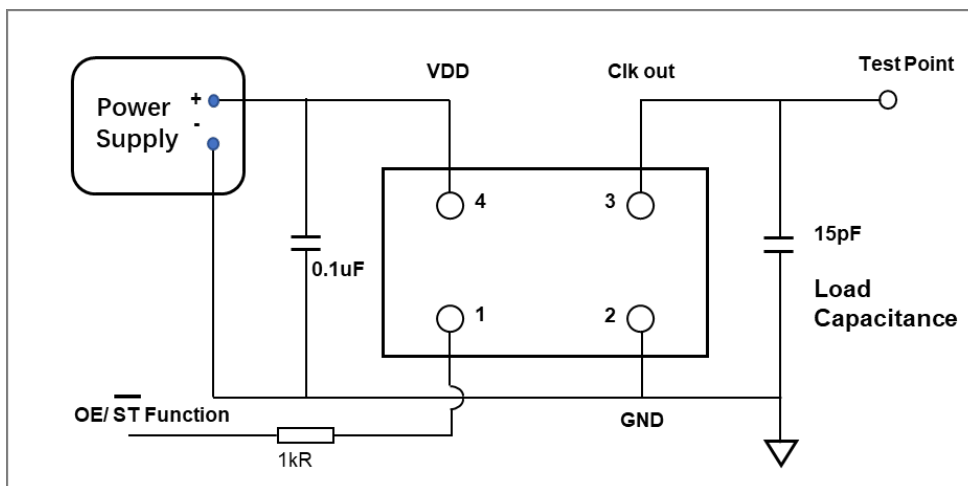 VDD
Clk out
Test Point
Power
Supply
+
-
4
3
0.1uF
15pF
Load
Capacitance
1
2
OE/ S̅T̅ Function
GND
1kR